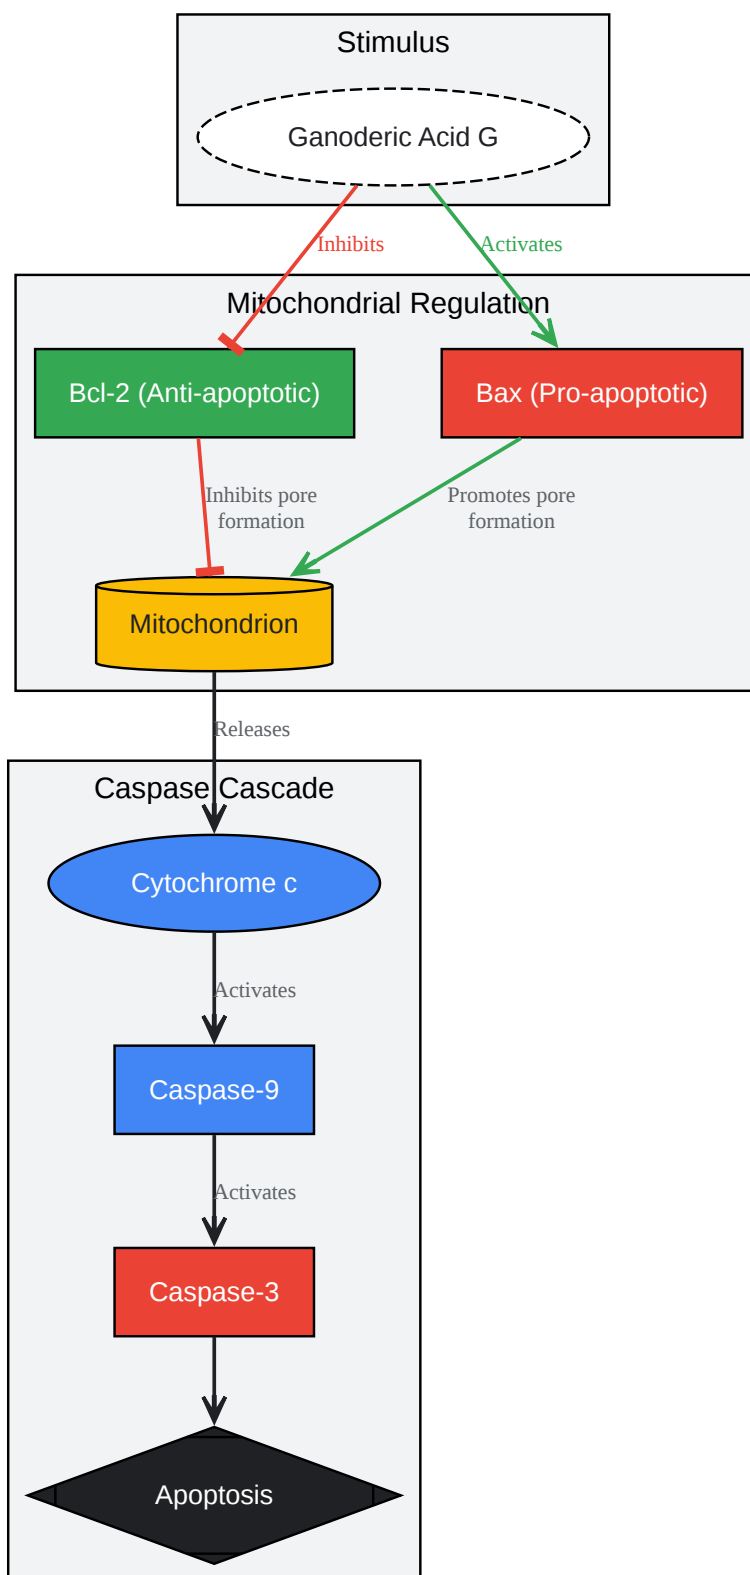 Stimulus
Ganoderic Acid G
Inhibits
Activates
Mitochondrial Regulation
Bcl-2 (Anti-apoptotic)
Bax (Pro-apoptotic)
Inhibits pore
formation
Promotes pore
formation
Mitochondrion
Releases
Caspase Cascade
Cytochrome c
Activates
Caspase-9
Activates
Caspase-3
Apoptosis